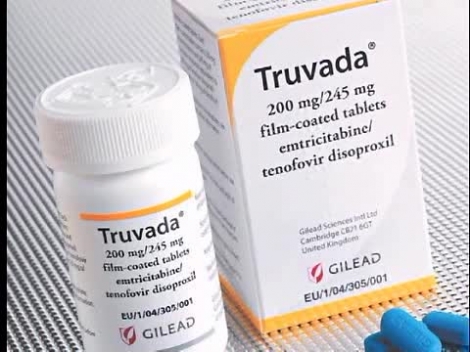 Truvada®
200 mg/245 mg
film-coated tablets
emtricitabine/
tenofovir disoproxil
Gilead Sciences Intl Ltd
Cambridge CB21 6GT
United Kingdom
GILEAD
EU/1/04/305/001
Truvada®
200 mg/245 mg
film-coated tablets
emtricitabine/
tenofovir disoproxil
EU/1/04/305/001
GILEAD